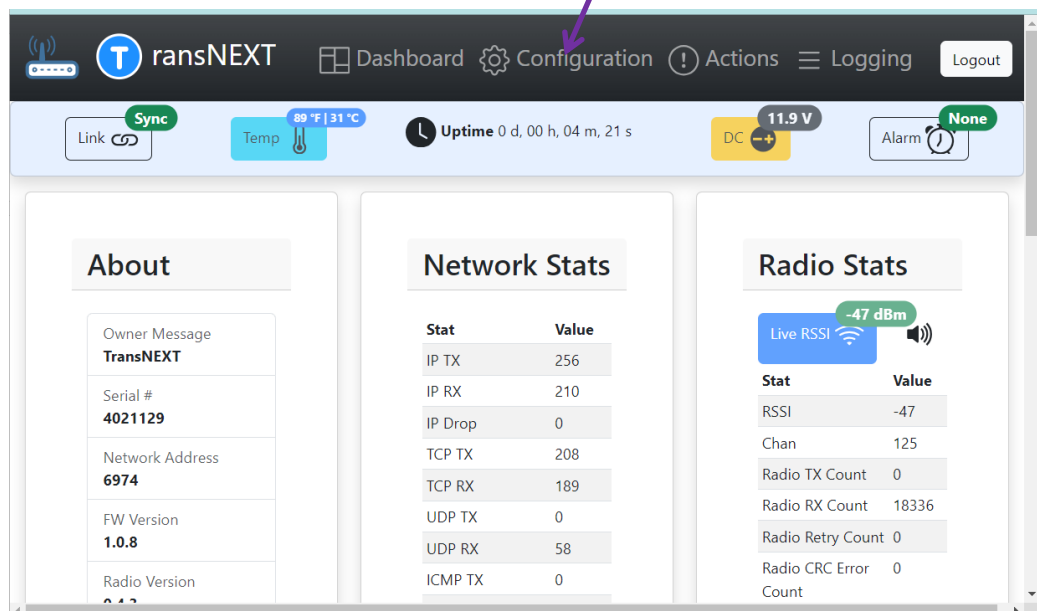 T ransNEXT Dashboard Configuration Actions Logging Logout
Link Sync Temp 89 °F | 31 °C Uptime 0 d, 00 h, 04 m, 21 s DC 11.9 V Alarm None
About
Owner Message
TransNEXT
Serial #
4021129
Network Address
6974
FW Version
1.0.8
Radio Version
Network Stats
Stat Value
IP TX 256
IP RX 210
IP Drop 0
TCP TX 208
TCP RX 189
UDP TX 0
UDP RX 58
ICMP TX 0
Radio Stats
Live RSSI -47 dBm
Stat Value
RSSI -47
Chan 125
Radio TX Count 0
Radio RX Count 18336
Radio Retry Count 0
Radio CRC Error 0
Count